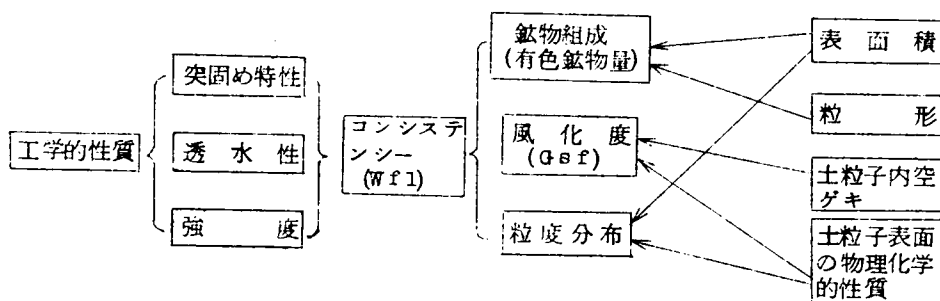 工学的性質
突固め特性
透水性
強度
コンシステ
ンシー
(Wfl)
鉱物組成
(有色鉱物量)
風化度
(Gsf)
粒度分布
表面積
粒形
土粒子内空
ゲキ
土粒子表面
の物理化学
的性質